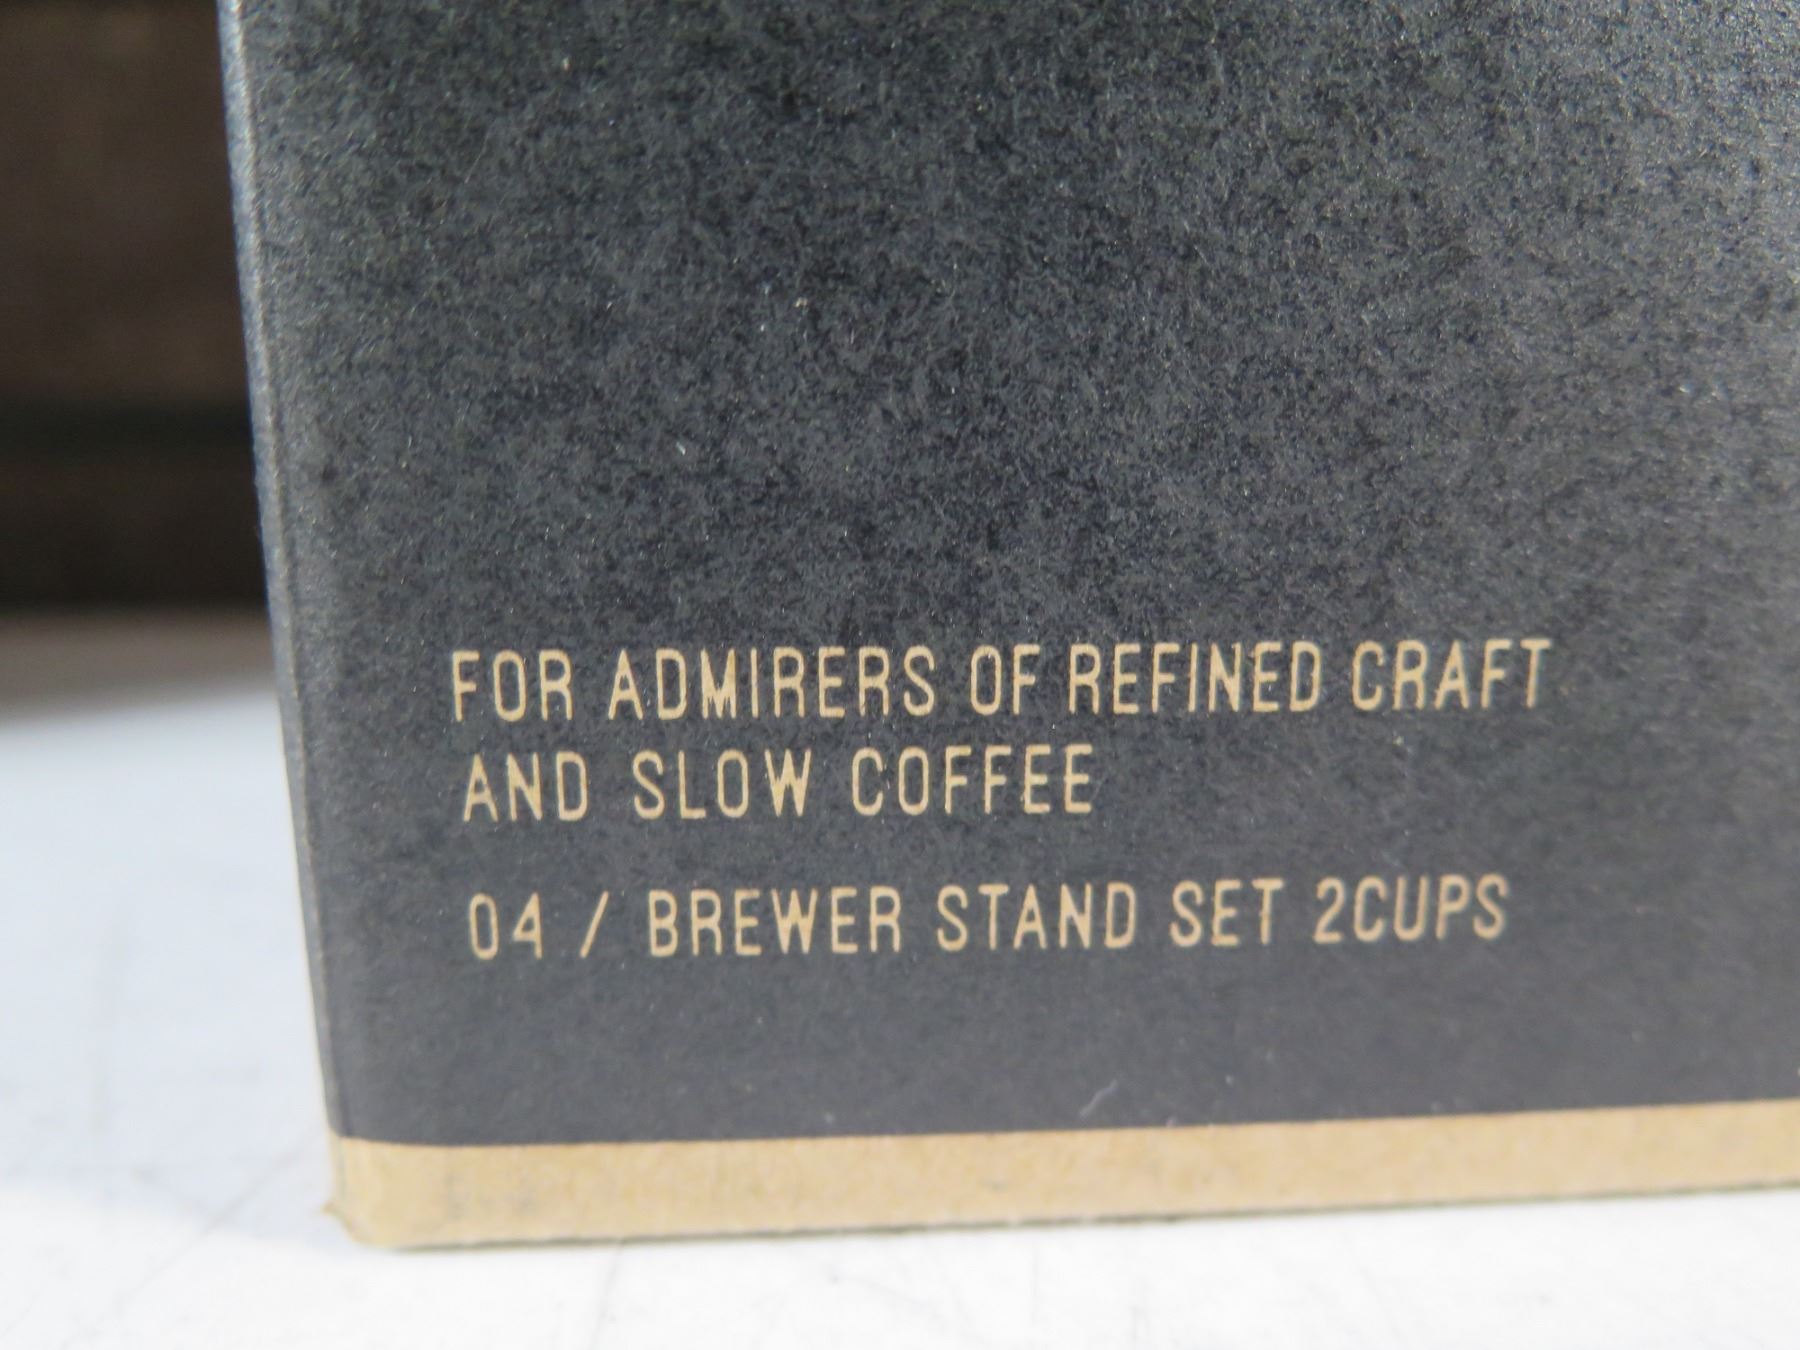 FOR ADMIRERS OF REFINED CRAFT
AND SLOW COFFEE
04 / BREWER STAND SET 2CUPS